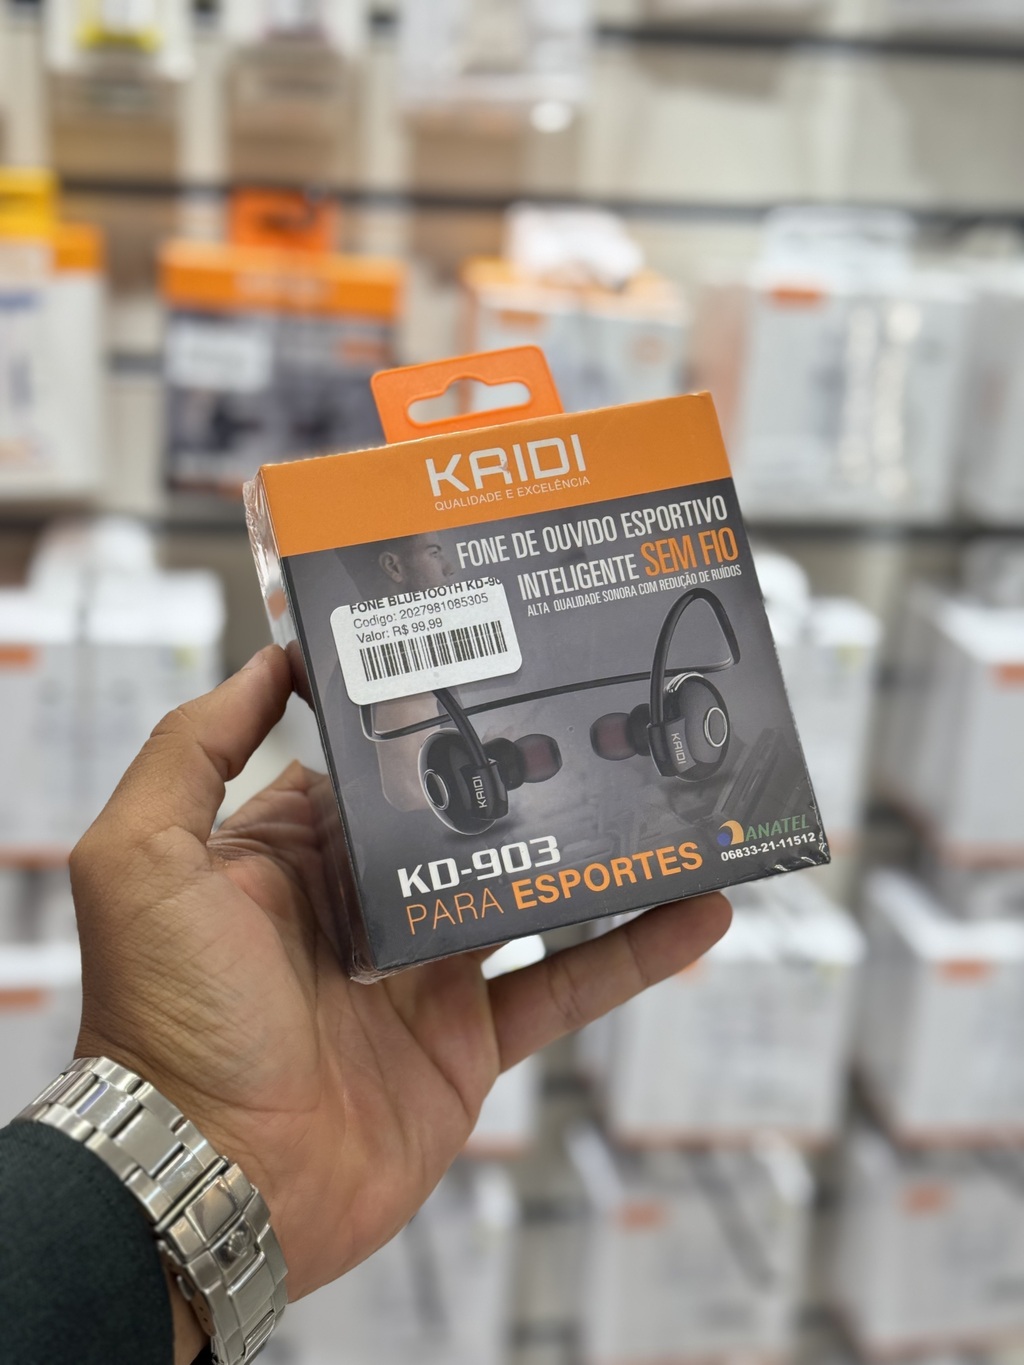 KRIDI
QUALIDADE E EXCELÊNCIA
FONE DE OUVIDO ESPORTIVO
INTELIGENTE SEM FIO
ALTA QUALIDADE SONORA COM REDUÇÃO DE RUÍDOS
FONE BLUETOOTH KD-90
Codigo: 2027981085305
Valor: R$ 99,99
KRIDI
KRIDI
KD-903
PARA ESPORTES
ANATEL
06833-21-11512